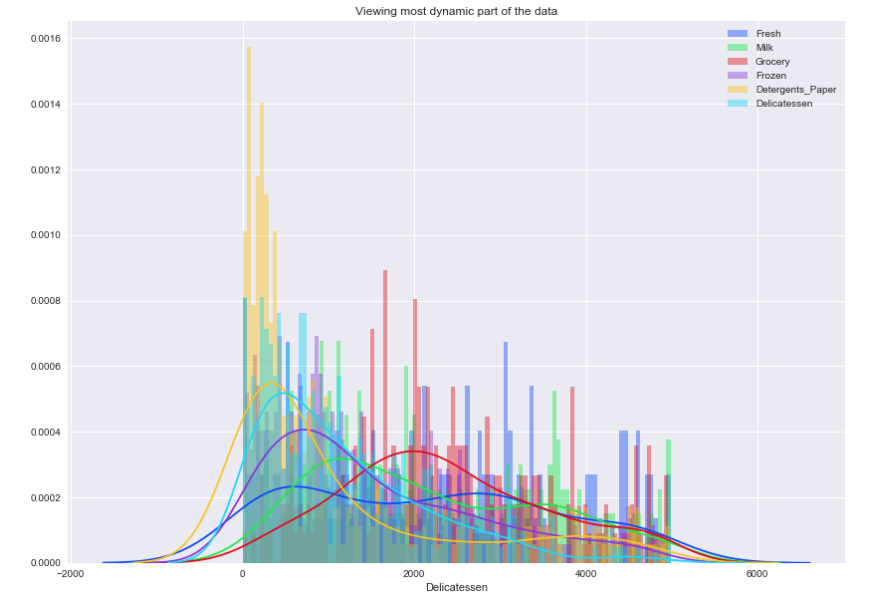 Viewing most dynamic part of the data
Fresh
Milk
Grocery
Frozen
Detergents_Paper
Delicatessen
0.0016
0.0014
0.0012
0.0010
0.0008
0.0006
0.0004
0.0002
0.0000
−2000 0 2000 4000 6000
Delicatessen